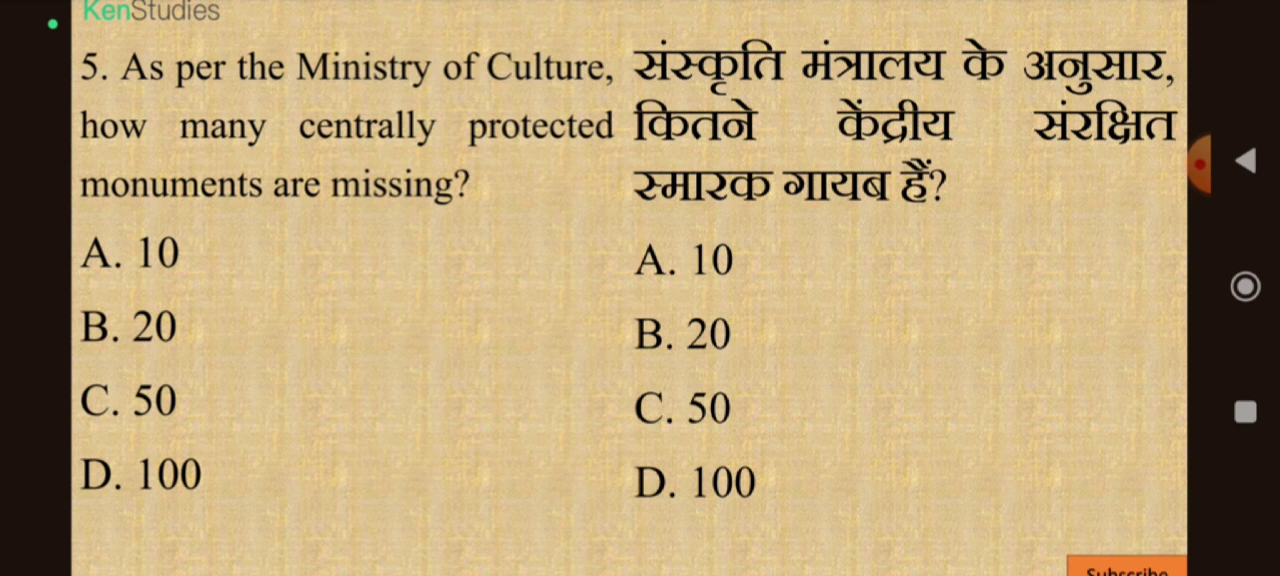 KenStudies
5. As per the Ministry of Culture,
how many centrally protected
monuments are missing?
A. 10
B. 20
C. 50
D. 100
संस्कृति मंत्रालय के अनुसार,
कितने केंद्रीय संरक्षित
स्मारक गायब हैं?
A. 10
B. 20
C. 50
D. 100
Subscribe